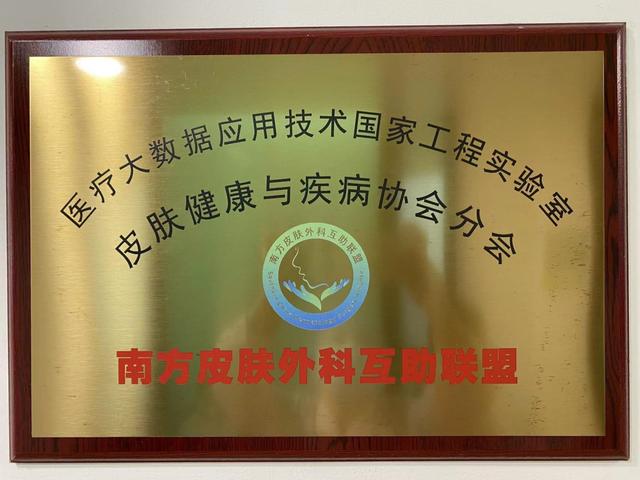 医疗大数据应用技术国家工程实验室
皮肤健康与疾病协会分会
南方皮肤外科互助联盟
南方皮肤外科互助联盟